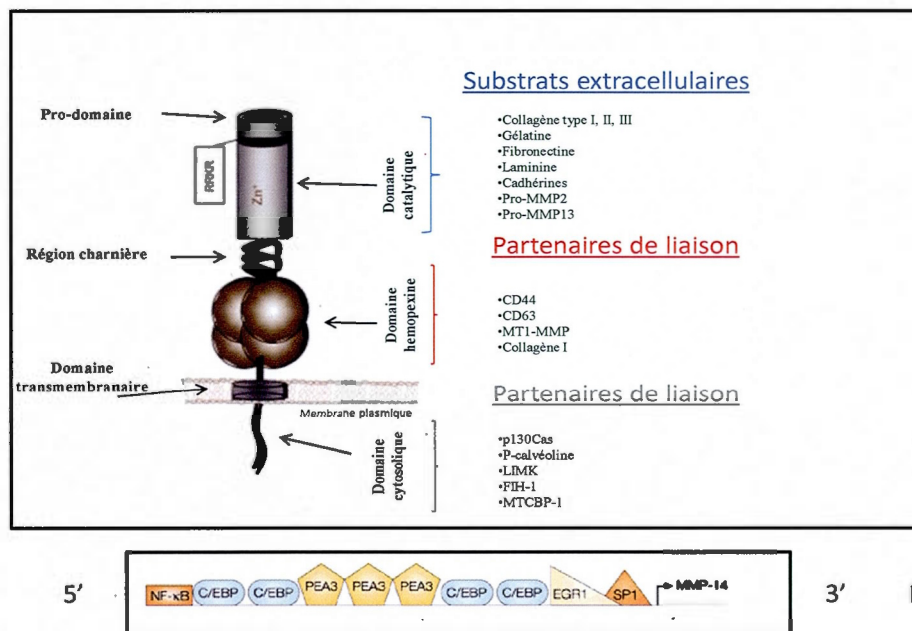 Substrats extracellulaires
Pro-domaine
RRKR
Zn+
Domaine
catalytique
•Collagène type I, II, III
•Gélatine
•Fibronectine
•Laminine
•Cadhérines
•Pro-MMP2
•Pro-MMP13
Région charnière
Partenaires de liaison
Domaine
hemopexine
•CD44
•CD63
•MT1-MMP
•Collagène I
Domaine
transmembranaire
Membrane plasmique
Partenaires de liaison
Domaine
cytosolique
•p130Cas
•P-calvéoline
•LIMK
•FIH-1
•MTCBP-1
5’ NF-κB C/EBP C/EBP PEA3 PEA3 PEA3 C/EBP C/EBP EGR1 SP1 MMP-14 3’